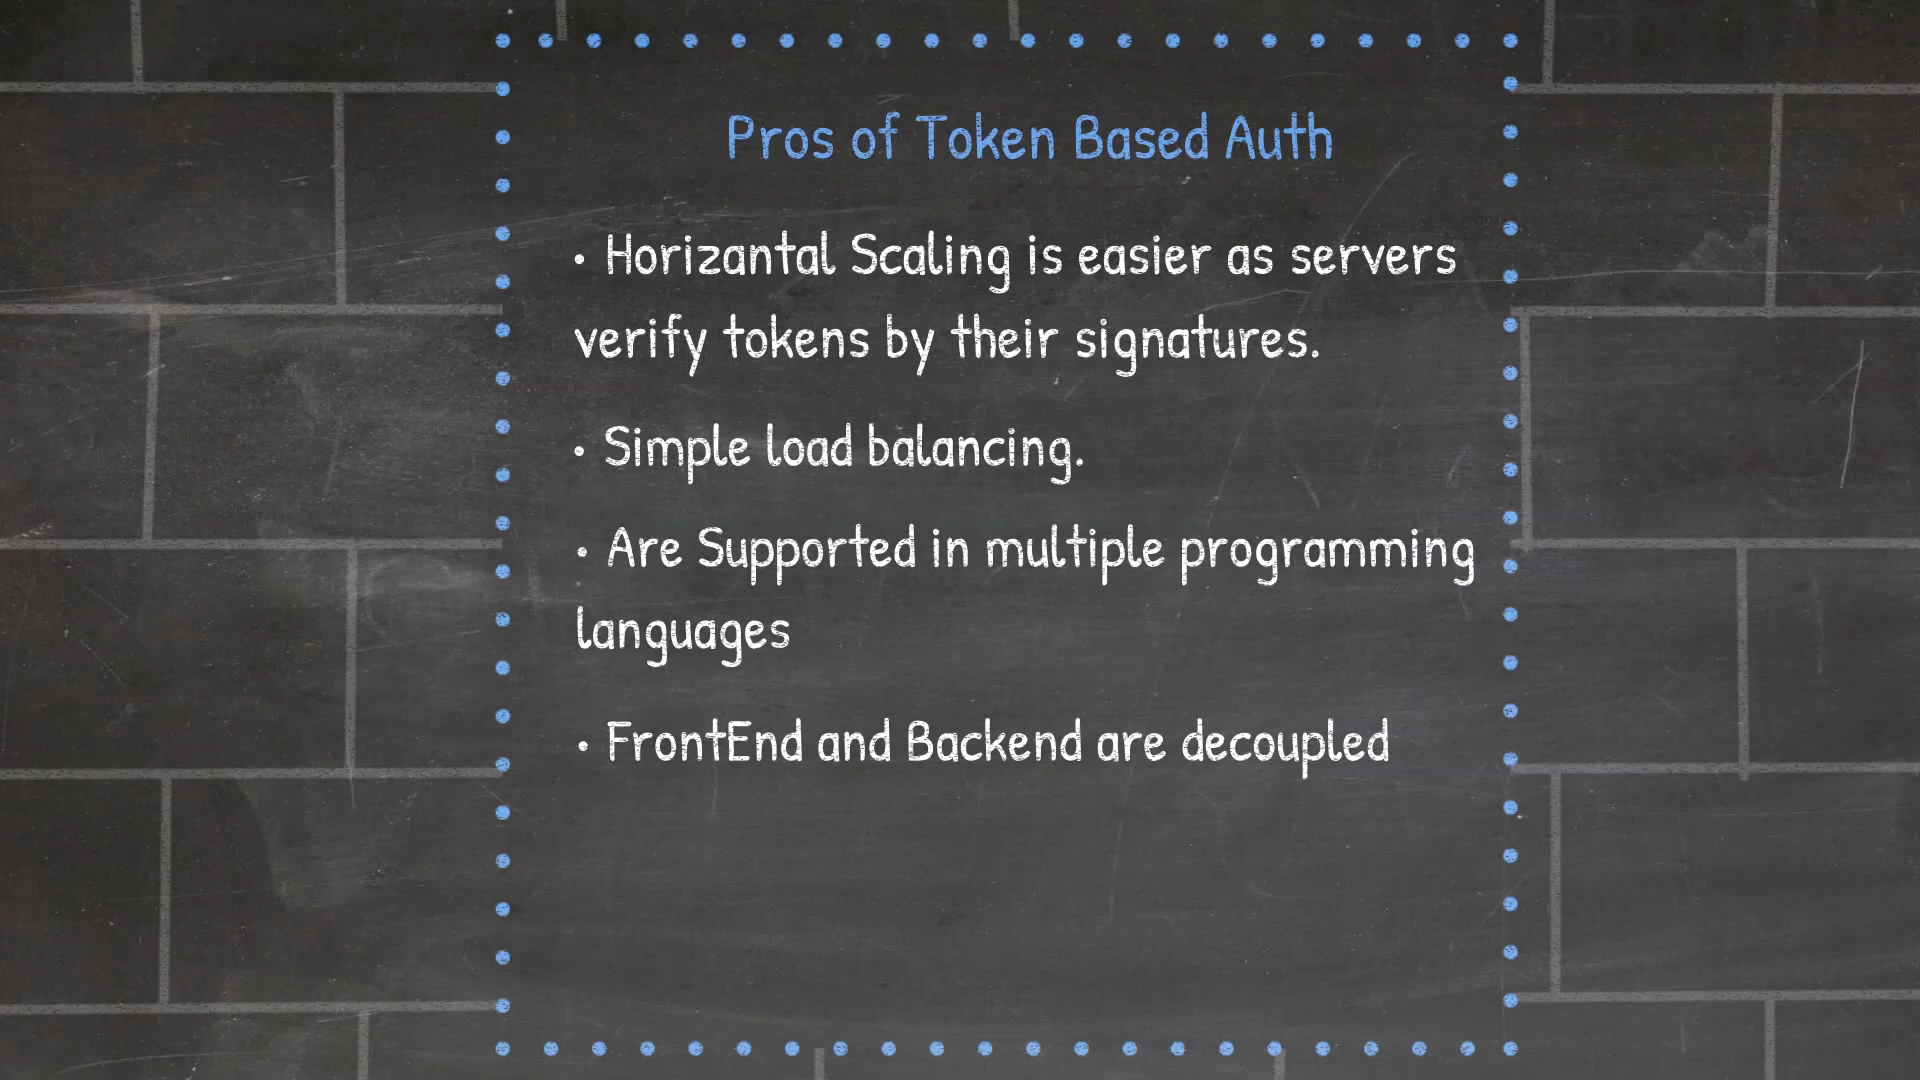 Pros of Token Based Auth
• Horizantal Scaling is easier as servers
verify tokens by their signatures.
• Simple load balancing.
• Are Supported in multiple programming
languages
• FrontEnd and Backend are decoupled